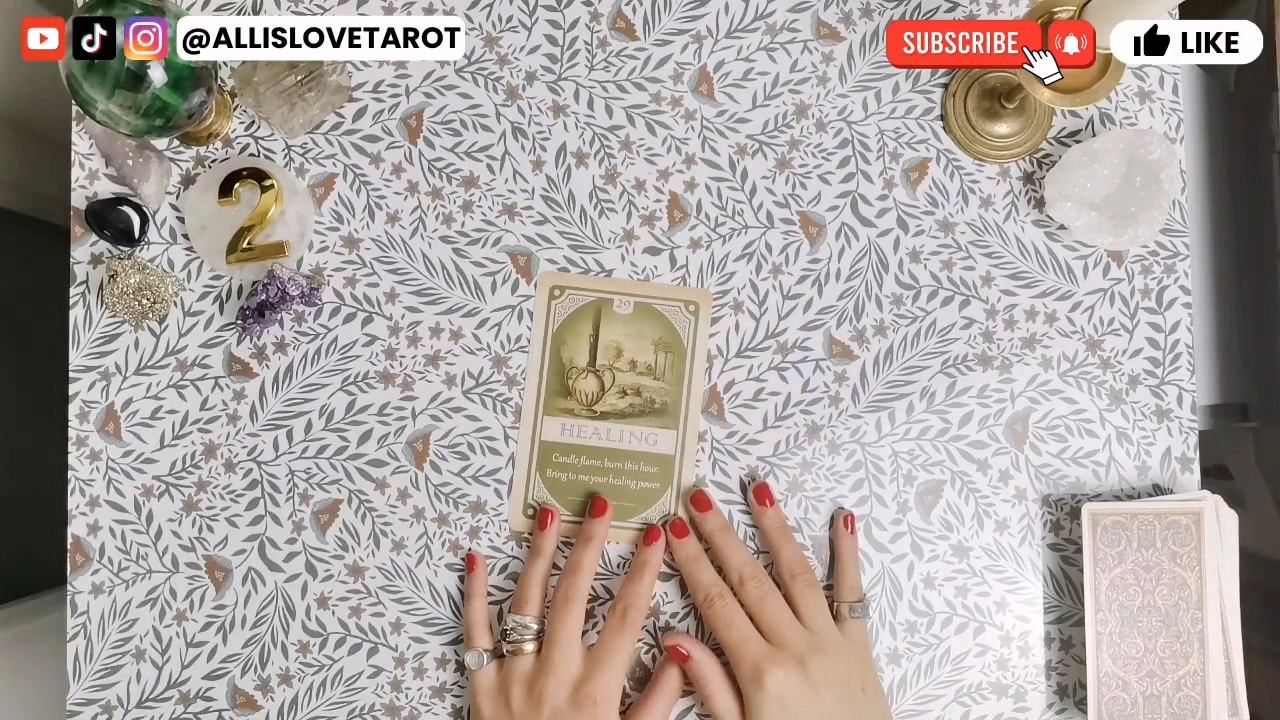 @ALLISLOVETAROT
SUBSCRIBE
LIKE
2
29
HEALING
Candle flame, burn this hour.
Bring to me your healing power.